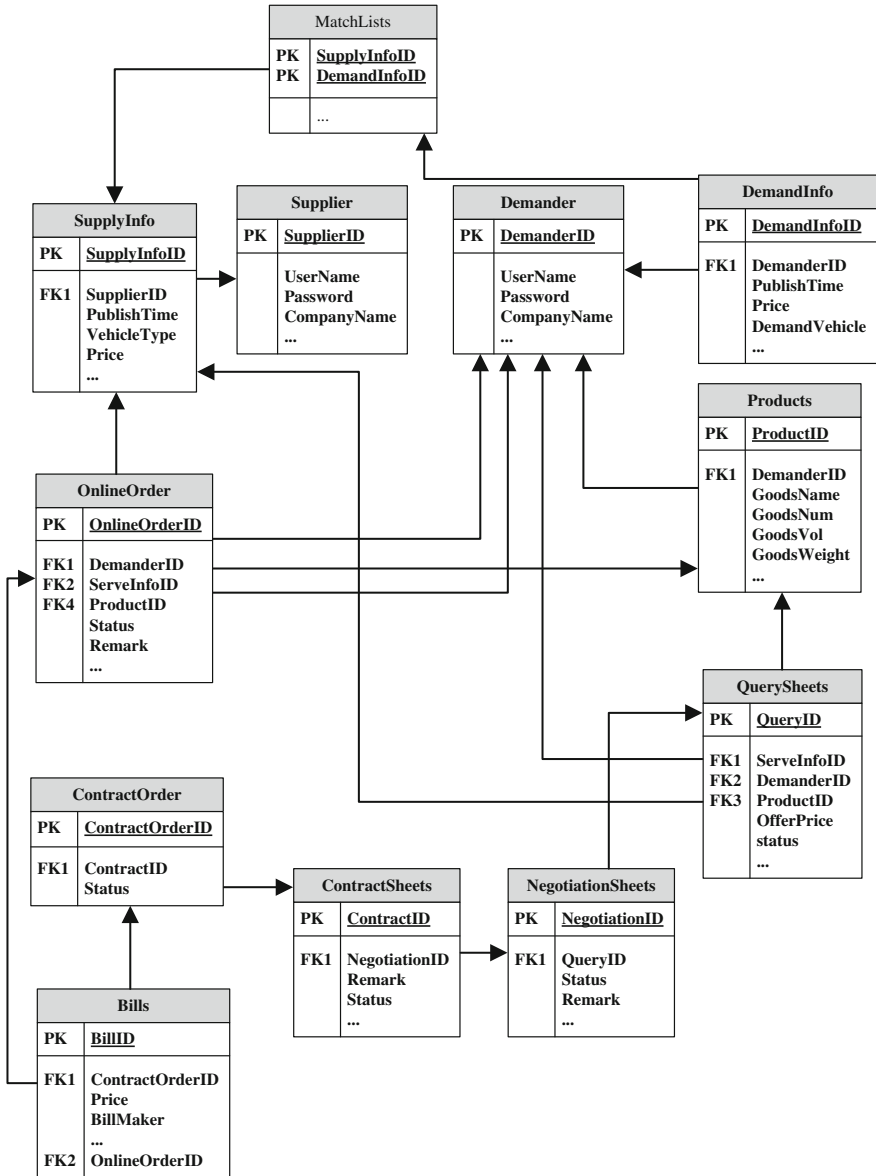 MatchLists
PK SupplyInfoID
PK DemandInfoID
...
SupplyInfo
PK SupplyInfoID
FK1 SupplierID
PublishTime
VehicleType
Price
...
Supplier
PK SupplierID
UserName
Password
CompanyName
...
Demander
PK DemanderID
UserName
Password
CompanyName
...
DemandInfo
PK DemandInfoID
FK1 DemanderID
PublishTime
Price
DemandVehicle
...
Products
PK ProductID
FK1 DemanderID
GoodsName
GoodsNum
GoodsVol
GoodsWeight
...
OnlineOrder
PK OnlineOrderID
FK1 DemanderID
FK2 ServeInfoID
FK4 ProductID
Status
Remark
...
QuerySheets
PK QueryID
FK1 ServeInfoID
FK2 DemanderID
FK3 ProductID
OfferPrice
status
...
ContractOrder
PK ContractOrderID
FK1 ContractID
Status
ContractSheets
PK ContractID
FK1 NegotiationID
Remark
Status
...
NegotiationSheets
PK NegotiationID
FK1 QueryID
Status
Remark
...
Bills
PK BillID
FK1 ContractOrderID
Price
BillMaker
...
FK2 OnlineOrderID